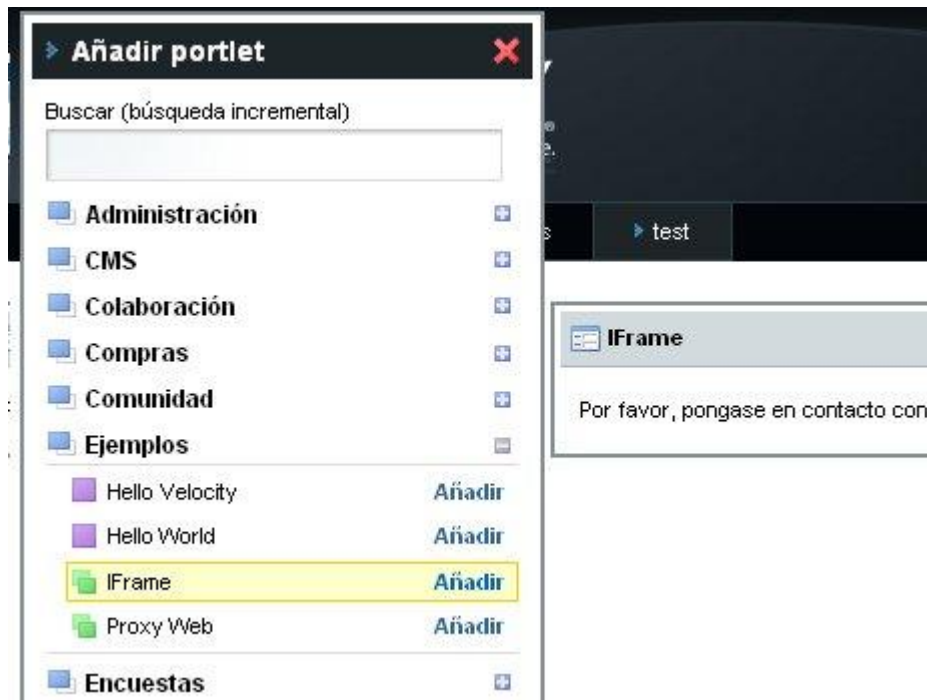 Añadir portlet
Buscar (búsqueda incremental)
Administración
CMS
Colaboración
Compras
Comunidad
Ejemplos
Hello Velocity Añadir
Hello World Añadir
IFrame Añadir
Proxy Web Añadir
Encuestas
test
IFrame
Por favor, pongase en contacto con